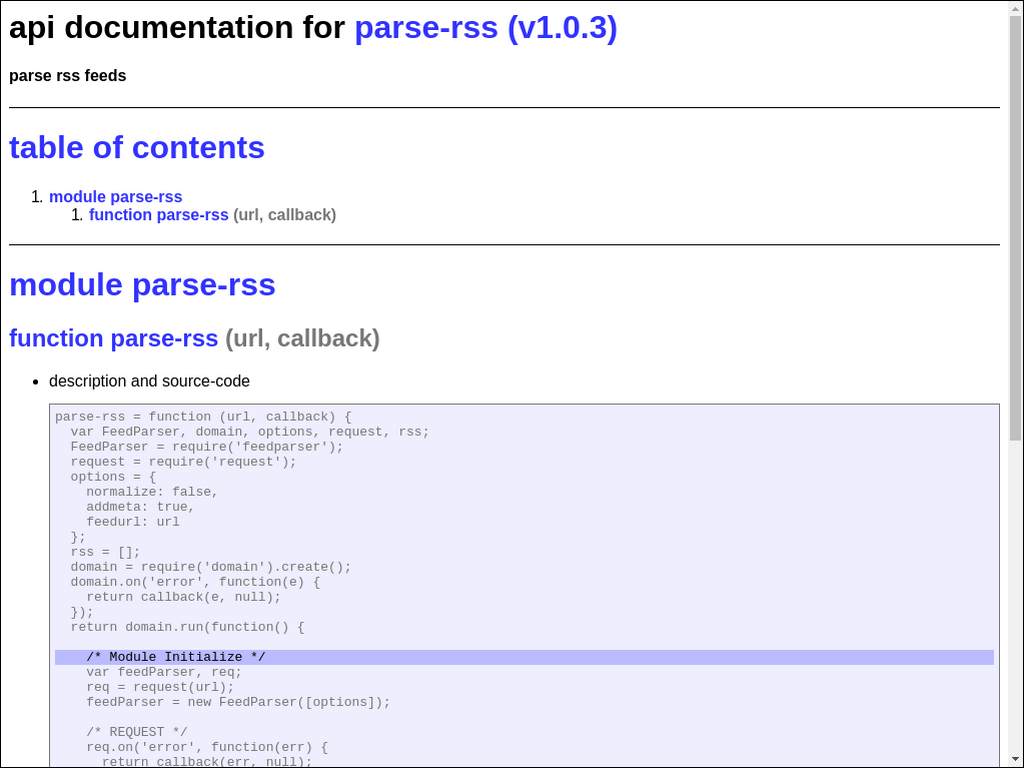 api documentation for parse-rss (v1.0.3)
parse rss feeds
table of contents
1. module parse-rss
1. function parse-rss (url, callback)
module parse-rss
function parse-rss (url, callback)
• description and source-code
parse-rss = function (url, callback) {
  var FeedParser, domain, options, request, rss;
  FeedParser = require('feedparser');
  request = require('request');
  options = {
    normalize: false,
    addmeta: true,
    feedurl: url
  };
  rss = [];
  domain = require('domain').create();
  domain.on('error', function(e) {
    return callback(e, null);
  });
  return domain.run(function() {
    /* Module Initialize */
    var feedParser, req;
    req = request(url);
    feedParser = new FeedParser([options]);
    /* REQUEST */
    req.on('error', function(err) {
      return callback(err, null);